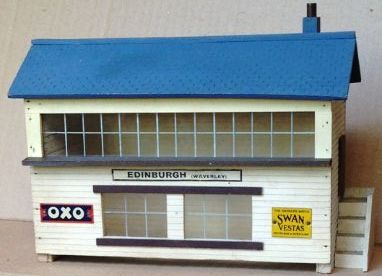 EDINBURGH (WAVERLEY)
OXO
SWAN
VESTAS